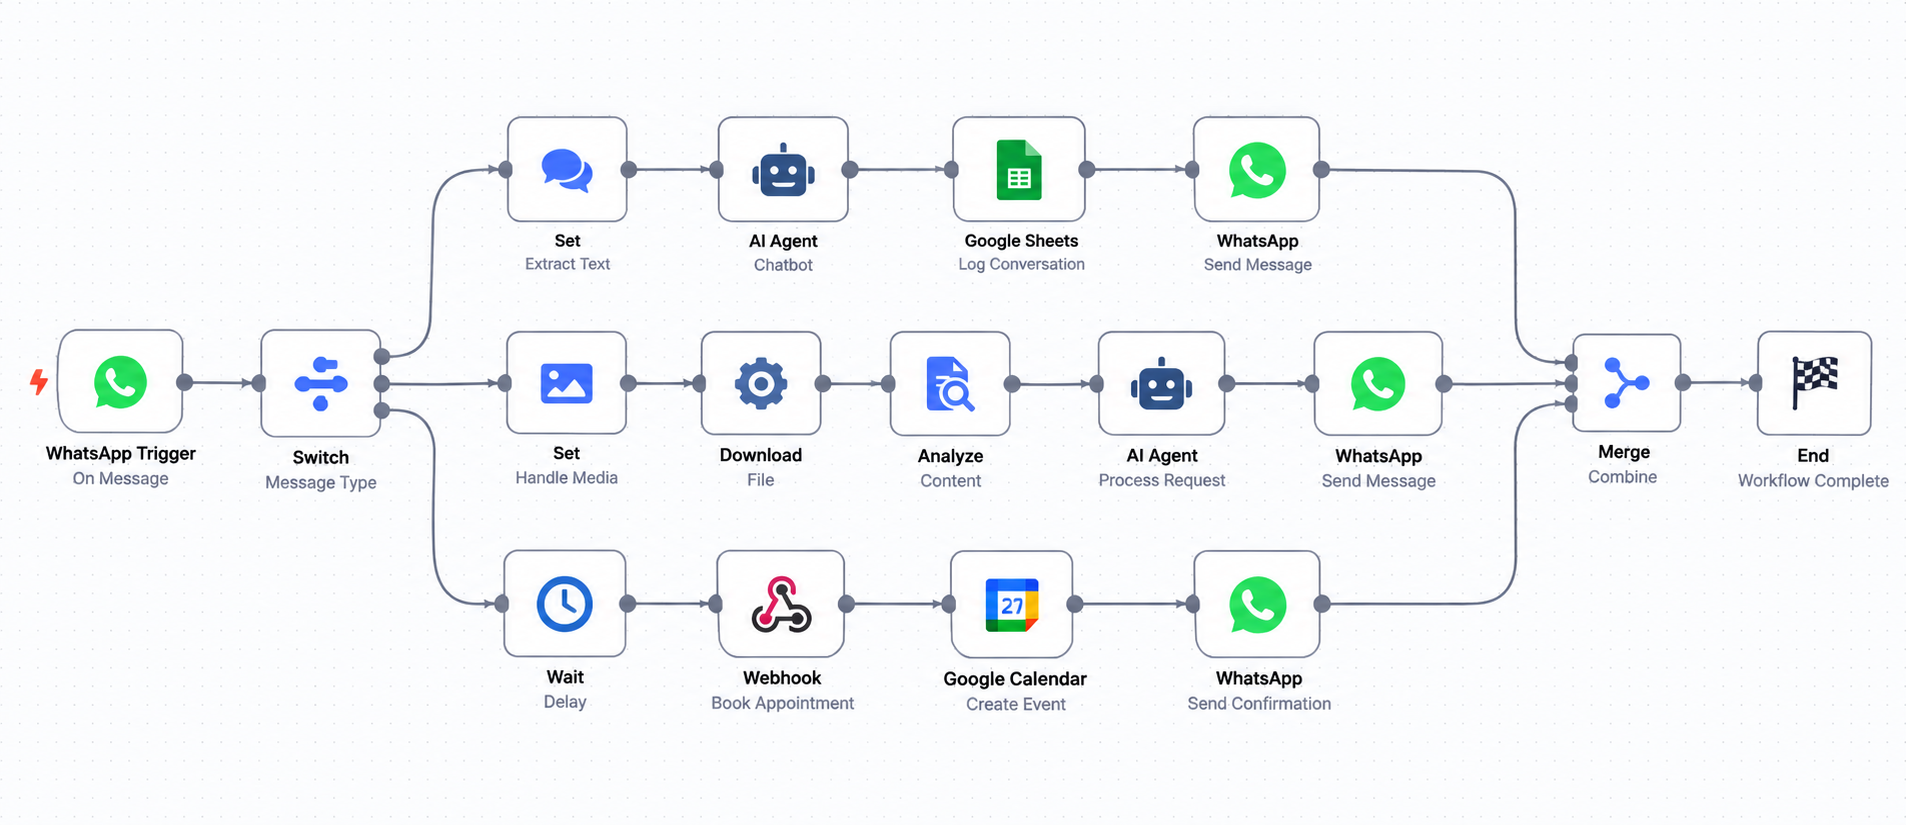 Set
Extract Text
AI Agent
Chatbot
Google Sheets
Log Conversation
WhatsApp
Send Message
WhatsApp Trigger
On Message
Switch
Message Type
Set
Handle Media
Download
File
Analyze
Content
AI Agent
Process Request
WhatsApp
Send Message
Merge
Combine
End
Workflow Complete
27
Wait
Delay
Webhook
Book Appointment
Google Calendar
Create Event
WhatsApp
Send Confirmation